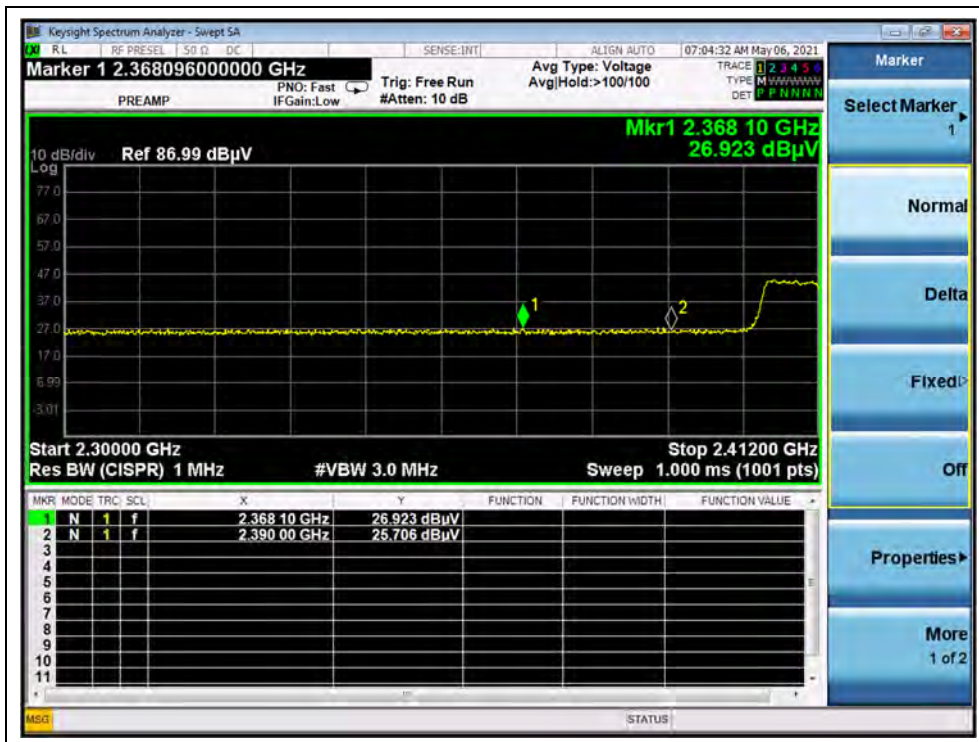 Keysight Spectrum Analyzer - Swept SA
RL RF PRESEL 50 Ω DC SENSE:INT ALIGN AUTO 07:04:32 AM May 06, 2021
Marker 1 2.368096000000 GHz
PREAMP
PNO: Fast
IFGain:Low
Trig: Free Run
#Atten: 10 dB
Avg Type: Voltage
Avg|Hold:>100/100
TRACE 1 2 3 4 5 6
TYPE M
DET P P N N N N
Mkr1 2.368 10 GHz
26.923 dBµV
10 dB/div Ref 86.99 dBµV
Log
77.0
67.0
57.0
47.0
37.0
27.0
17.0
6.99
-3.01
1
2
Start 2.30000 GHz Stop 2.41200 GHz
Res BW (CISPR) 1 MHz #VBW 3.0 MHz Sweep 1.000 ms (1001 pts)
MKR MODE TRC SCL X Y FUNCTION FUNCTION WIDTH FUNCTION VALUE
1 N 1 f 2.368 10 GHz 26.923 dBµV
2 N 1 f 2.390 00 GHz 25.706 dBµV
3
4
5
6
7
8
9
10
11
MSG STATUS
Marker
Select Marker
1
Normal
Delta
Fixed
Off
Properties
More
1 of 2